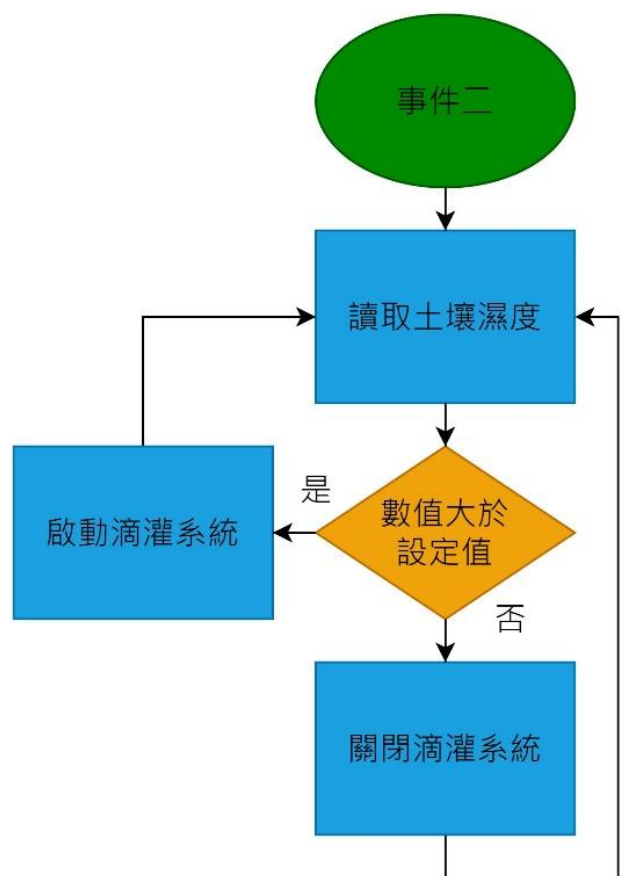 事件二
讀取土壤濕度
是
數值大於
設定值
啟動滴灌系統
否
關閉滴灌系統